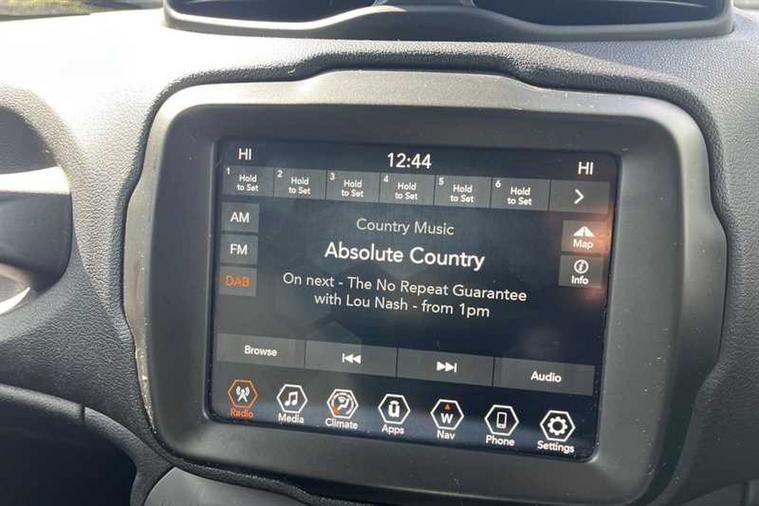 HI 12:44 HI
1 Hold to Set 2 Hold to Set 3 Hold to Set 4 Hold to Set 5 Hold to Set 6 Hold to Set
AM
FM
DAB
Country Music
Absolute Country
On next - The No Repeat Guarantee
with Lou Nash - from 1pm
Map
Info
Browse Audio
Radio Media Climate Apps W Nav Phone Settings